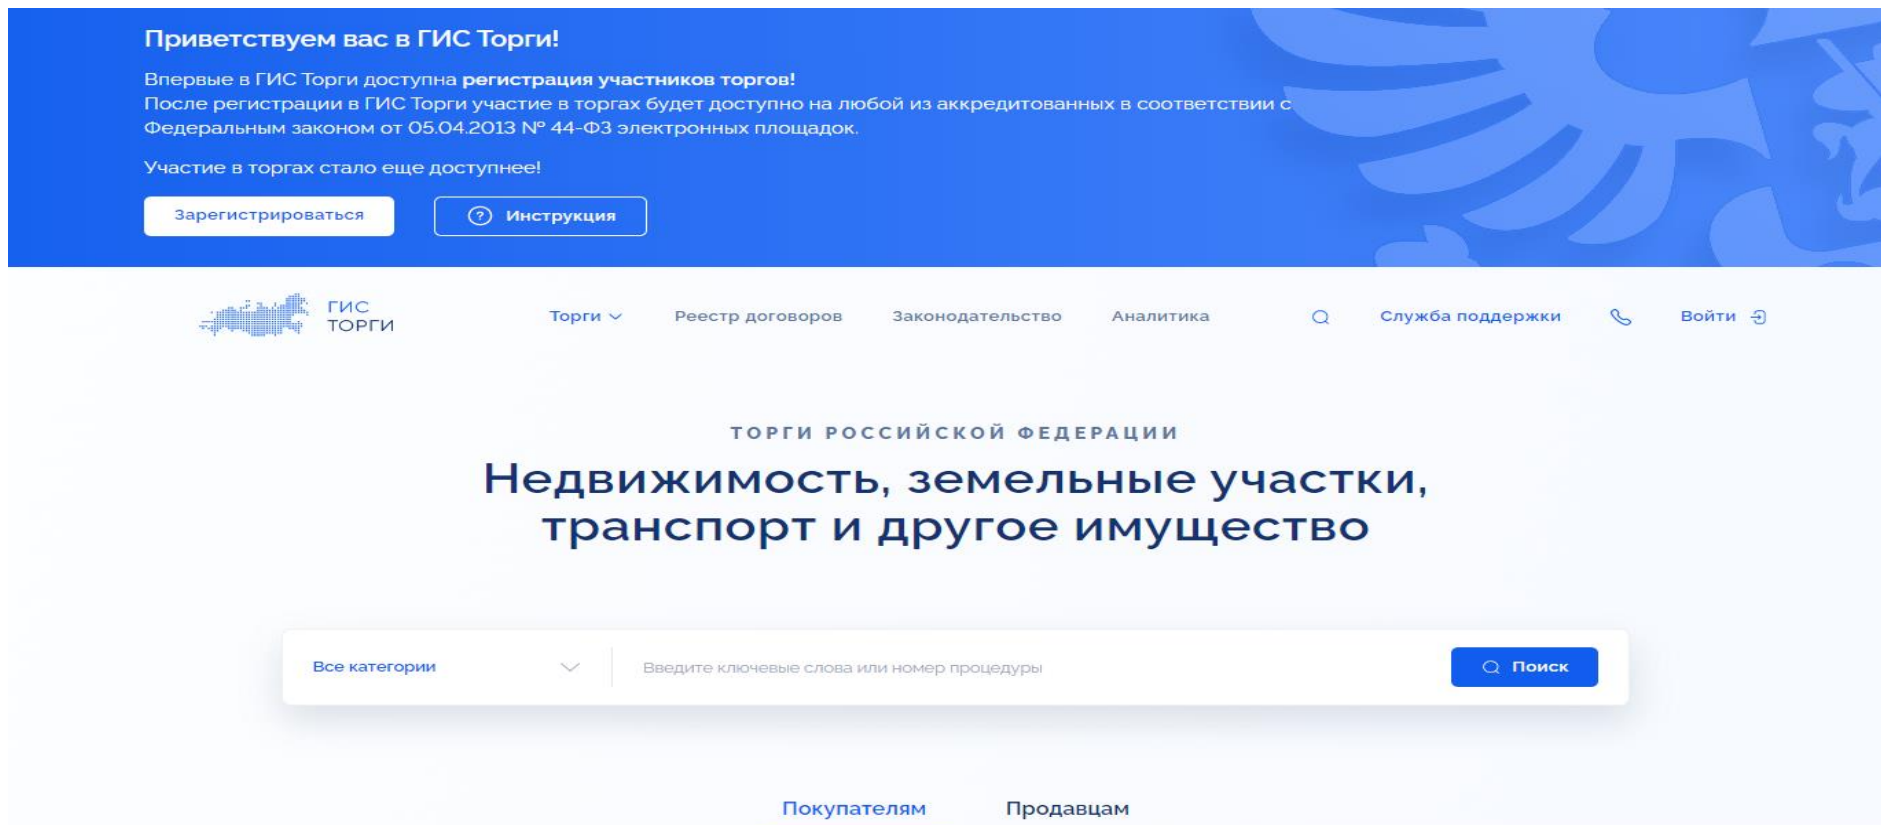 Приветствуем вас в ГИС Торги!
Впервые в ГИС Торги доступна регистрация участников торгов!
После регистрации в ГИС Торги участие в торгах будет доступно на любой из аккредитованных в соответствии с
Федеральным законом от 05.04.2013 № 44-ФЗ электронных площадок.
Участие в торгах стало еще доступнее!
Зарегистрироваться
? Инструкция
ГИС
ТОРГИ
Торги
Реестр договоров
Законодательство
Аналитика
Служба поддержки
Войти
ТОРГИ РОССИЙСКОЙ ФЕДЕРАЦИИ
Недвижимость, земельные участки,
транспорт и другое имущество
Все категории
Введите ключевые слова или номер процедуры
Поиск
Покупателям
Продавцам